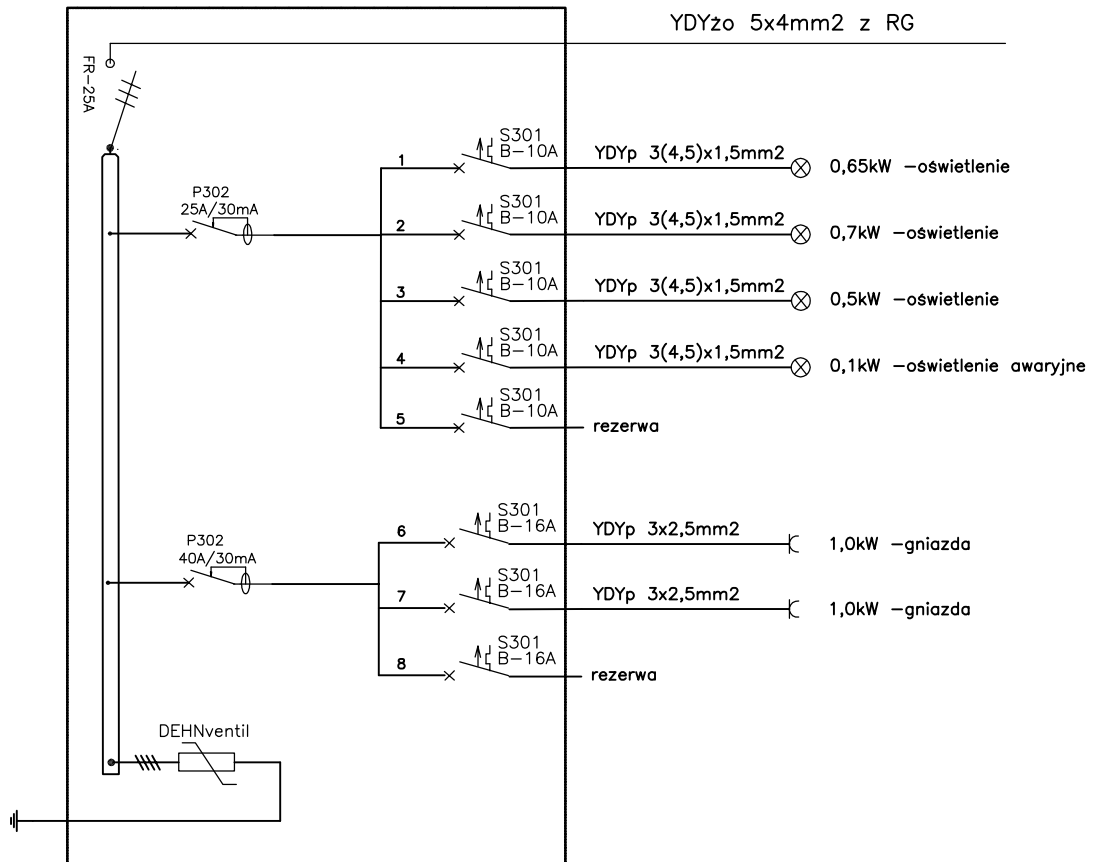 YDYżo 5x4mm2 z RG
FR-25A
S301
B-10A
1
YDYp 3(4,5)x1,5mm2
0,65kW -oświetlenie
P302
25A/30mA
S301
B-10A
2
YDYp 3(4,5)x1,5mm2
0,7kW -oświetlenie
S301
B-10A
3
YDYp 3(4,5)x1,5mm2
0,5kW -oświetlenie
S301
B-10A
4
YDYp 3(4,5)x1,5mm2
0,1kW -oświetlenie awaryjne
S301
B-10A
5
rezerwa
P302
40A/30mA
S301
B-16A
6
YDYp 3x2,5mm2
1,0kW -gniazda
S301
B-16A
7
YDYp 3x2,5mm2
1,0kW -gniazda
S301
B-16A
8
rezerwa
DEHNventil